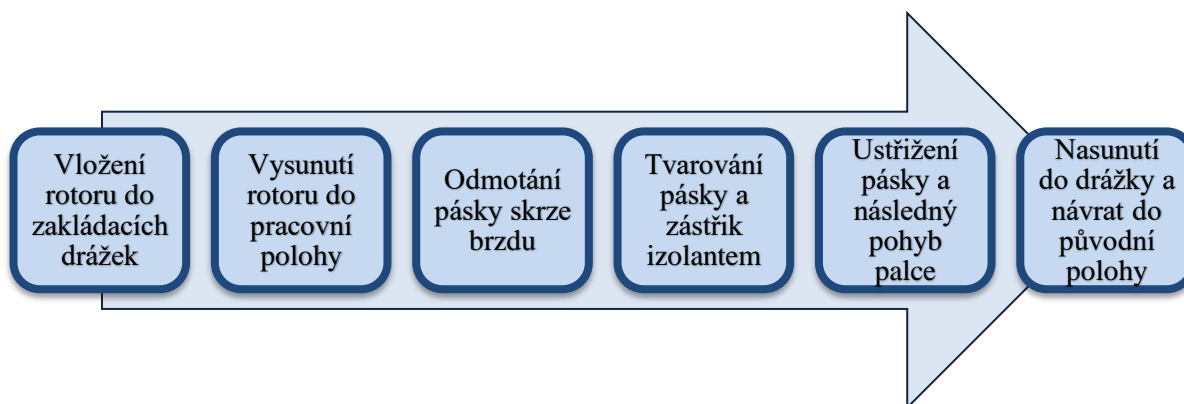 Vložení
rotoru do
zakládacích
drážek
Vysunutí
rotoru do
pracovní
polohy
Odmotání
pásky skrze
brzdu
Tvarování
pásky a
zástřik
izolantem
Ustřižení
pásky a
následný
pohyb
palce
Nasunutí
do drážky a
návrat do
původní
polohy